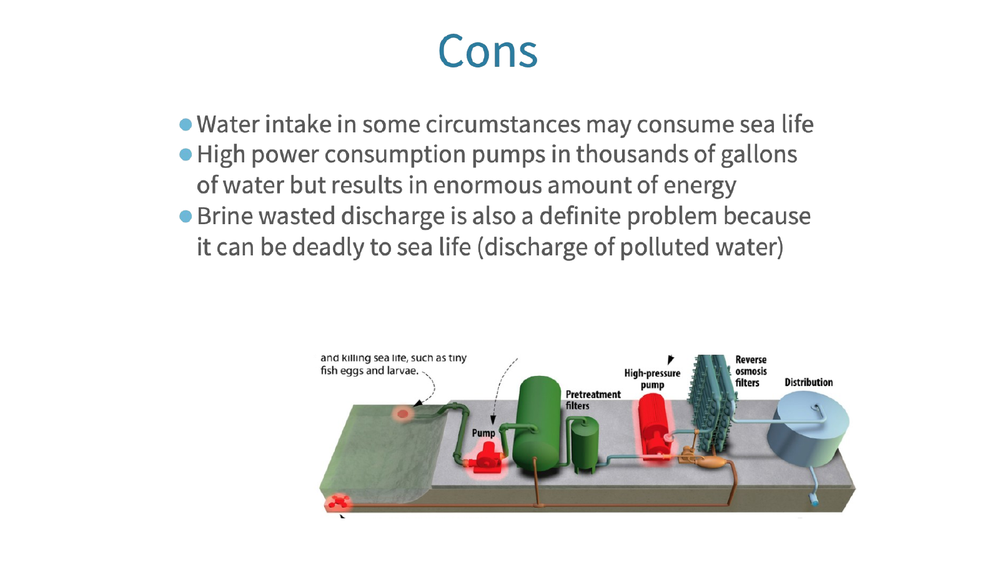 Cons
Water intake in some circumstances may consume sea life
High power consumption pumps in thousands of gallons
of water but results in enormous amount of energy
Brine wasted discharge is also a definite problem because
it can be deadly to sea life (discharge of polluted water)
and killing sea life, such as tiny
fish eggs and larvae.
Pump
Pretreatment
filters
High-pressure
pump
Reverse
osmosis
filters
Distribution